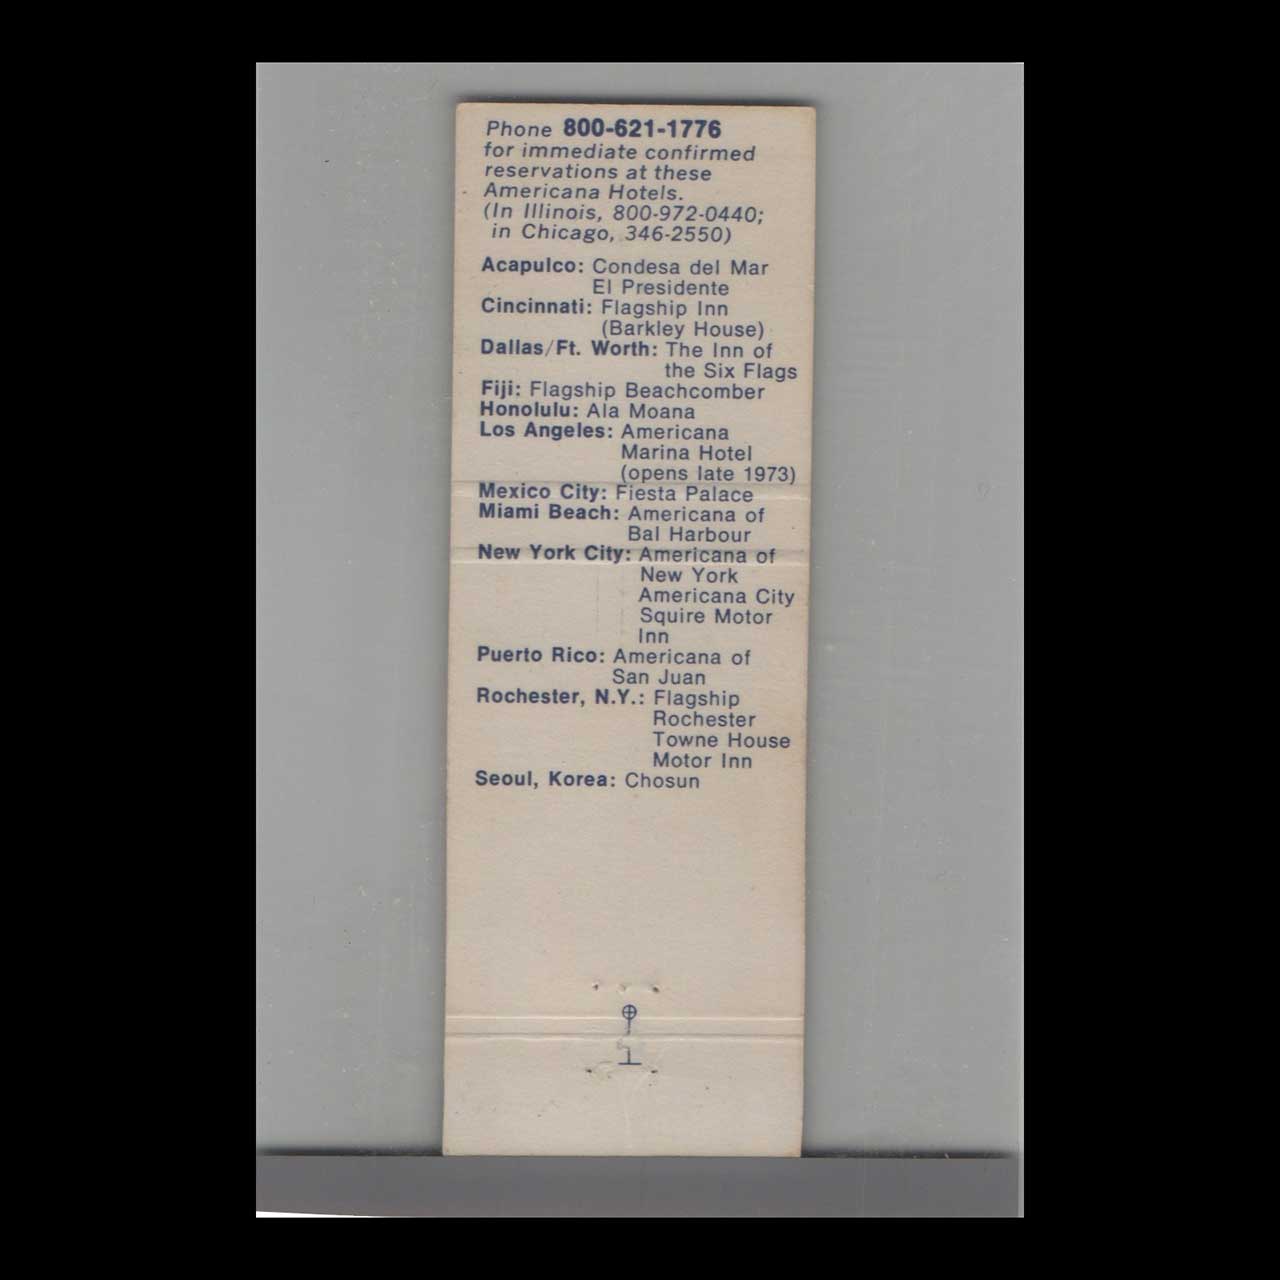 Phone 800-621-1776
for immediate confirmed
reservations at these
Americana Hotels.
(In Illinois, 800-972-0440;
in Chicago, 346-2550)
Acapulco: Condesa del Mar
El Presidente
Cincinnati: Flagship Inn
(Barkley House)
Dallas/Ft. Worth: The Inn of
the Six Flags
Fiji: Flagship Beachcomber
Honolulu: Ala Moana
Los Angeles: Americana
Marina Hotel
(opens late 1973)
Mexico City: Fiesta Palace
Miami Beach: Americana of
Bal Harbour
New York City: Americana of
New York
Americana City
Squire Motor
Inn
Puerto Rico: Americana of
San Juan
Rochester, N.Y.: Flagship
Rochester
Towne House
Motor Inn
Seoul, Korea: Chosun